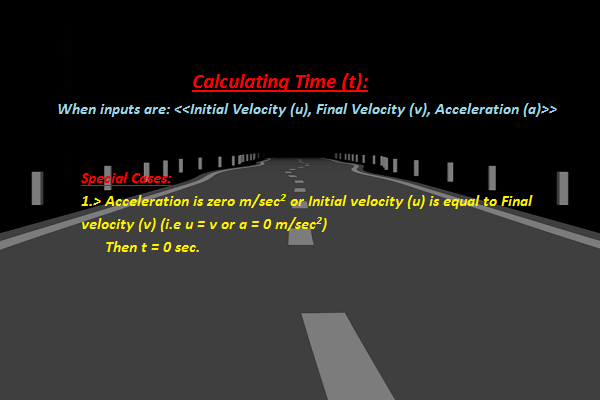 Calculating Time (t):
When inputs are: <<Initial Velocity (u), Final Velocity (v), Acceleration (a)>>
Special Cases:
1.> Acceleration is zero m/sec² or Initial velocity (u) is equal to Final
velocity (v) (i.e u = v or a = 0 m/sec²)
Then t = 0 sec.